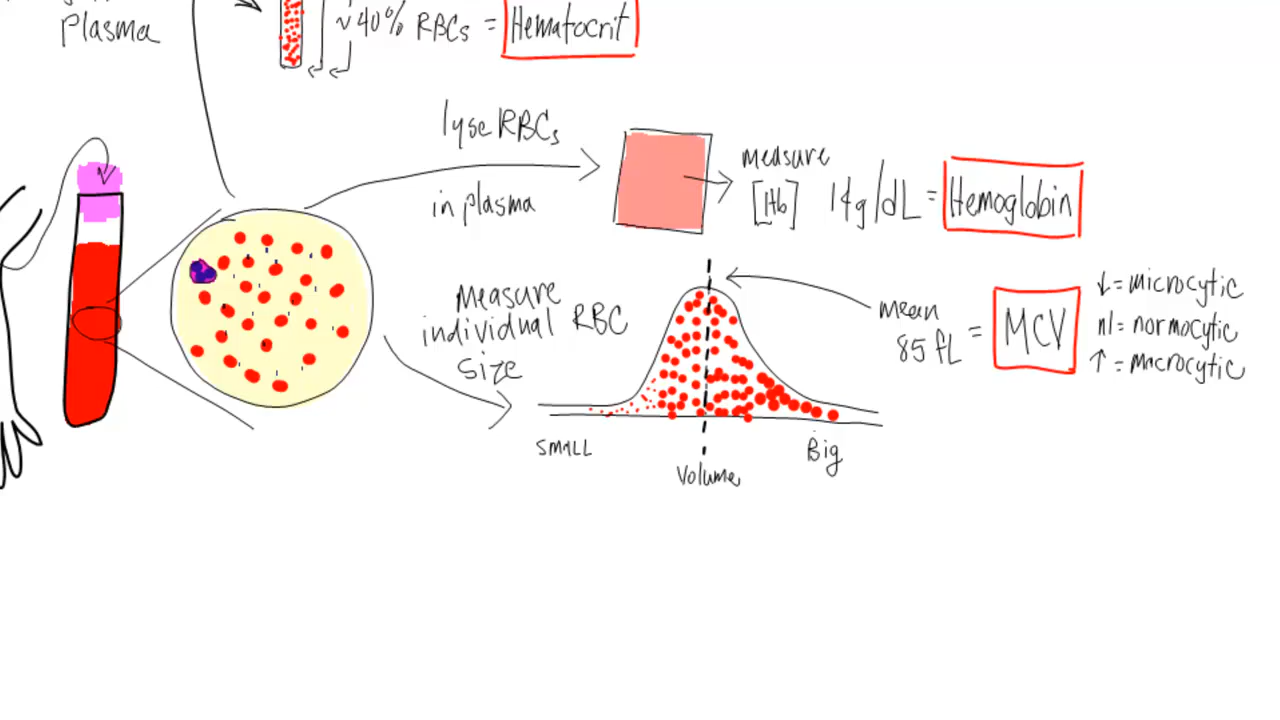 plasma
~40% RBCs = Hematocrit
lyse RBCs
in plasma
measure
[Hb] 14g/dL = Hemoglobin
Measure
individual RBC
size
mean
85 fL = MCV
↓ = microcytic
nl = normocytic
↑ = macrocytic
SMALL
Big
Volume